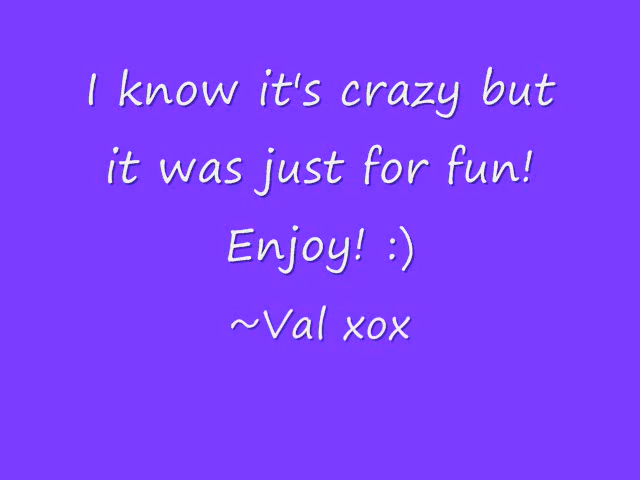 I know it's crazy but
it was just for fun!
Enjoy! :)
~Val xox